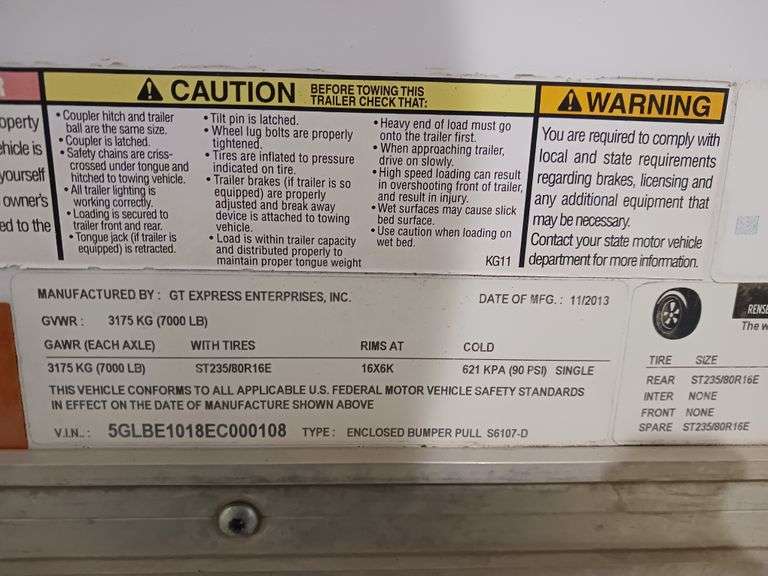 R
operty
ehicle is
yourself
owner's
ed to the
CAUTION BEFORE TOWING THIS
TRAILER CHECK THAT:
• Coupler hitch and trailer
ball are the same size.
• Coupler is latched.
• Safety chains are criss-
crossed under tongue and
hitched to towing vehicle.
• All trailer lighting is
working correctly.
• Loading is secured to
trailer front and rear.
• Tongue jack (if trailer is
equipped) is retracted.
• Tilt pin is latched.
• Wheel lug bolts are properly
tightened.
• Tires are inflated to pressure
indicated on tire.
• Trailer brakes (if trailer is so
equipped) are properly
adjusted and break away
device is attached to towing
vehicle.
• Load is within trailer capacity
and distributed properly to
maintain proper tongue weight
• Heavy end of load must go
onto the trailer first.
• When approaching trailer,
drive on slowly.
• High speed loading can result
in overshooting front of trailer,
and result in injury.
• Wet surfaces may cause slick
bed surface.
• Use caution when loading on
wet bed.
KG11
WARNING
You are required to comply with
local and state requirements
regarding brakes, licensing and
any additional equipment that
may be necessary.
Contact your state motor vehicle
department for more information.
MANUFACTURED BY: GT EXPRESS ENTERPRISES, INC. DATE OF MFG.: 11/2013
GVWR: 3175 KG (7000 LB)
GAWR (EACH AXLE) WITH TIRES RIMS AT COLD
3175 KG (7000 LB) ST235/80R16E 16X6K 621 KPA (90 PSI) SINGLE
THIS VEHICLE CONFORMS TO ALL APPLICABLE U.S. FEDERAL MOTOR VEHICLE SAFETY STANDARDS
IN EFFECT ON THE DATE OF MANUFACTURE SHOWN ABOVE
V.I.N.: 5GLBE1018EC000108 TYPE: ENCLOSED BUMPER PULL S6107-D
The w
TIRE SIZE
REAR ST235/80R16E
INTER NONE
FRONT NONE
SPARE ST235/80R16E